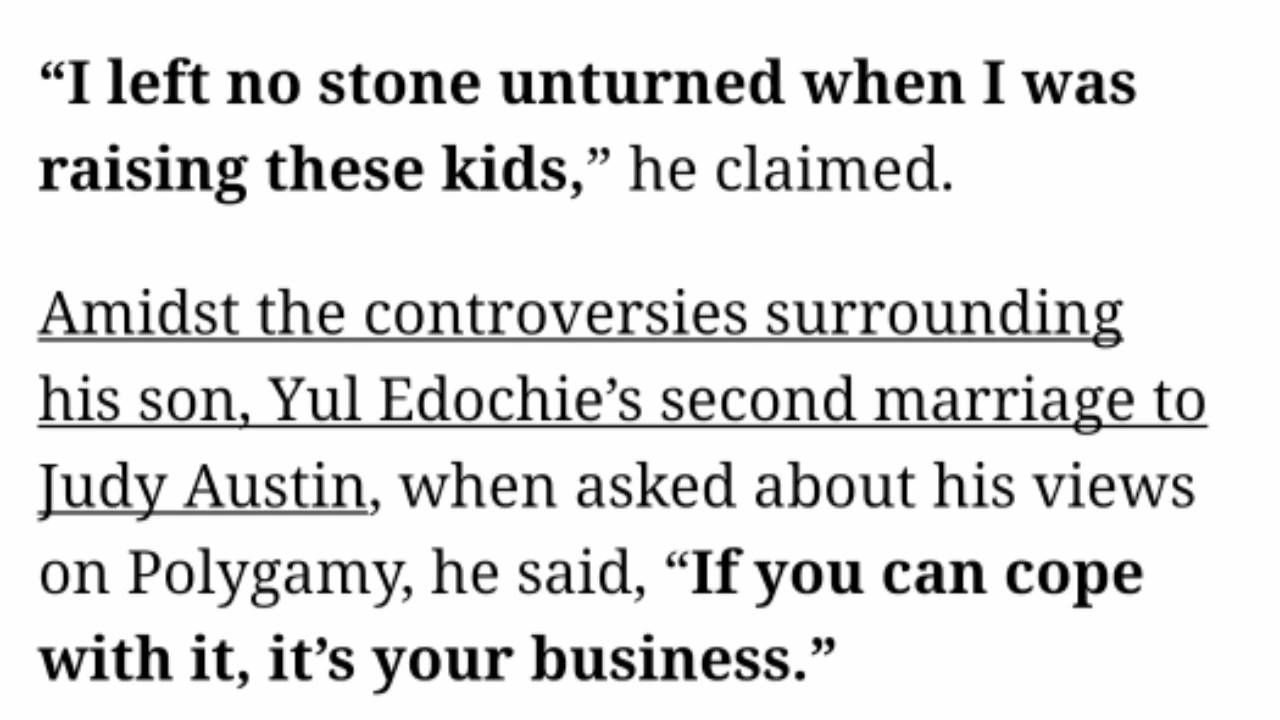 “I left no stone unturned when I was
raising these kids,” he claimed.
Amidst the controversies surrounding
his son, Yul Edochie’s second marriage to
Judy Austin, when asked about his views
on Polygamy, he said, “If you can cope
with it, it’s your business.”